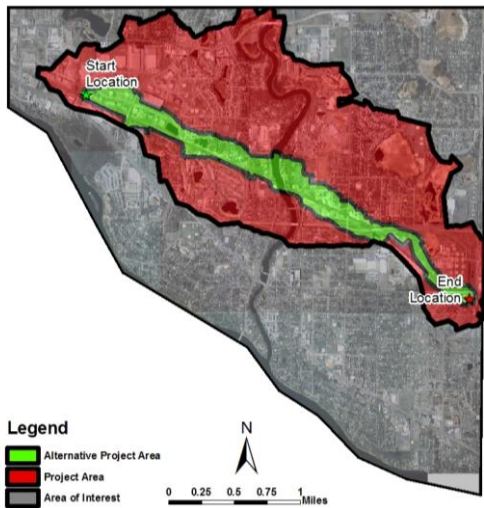 Start
Location
End
Location
Legend
Alternative Project Area
Project Area
Area of Interest
N
0 0.25 0.5 0.75 1
Miles